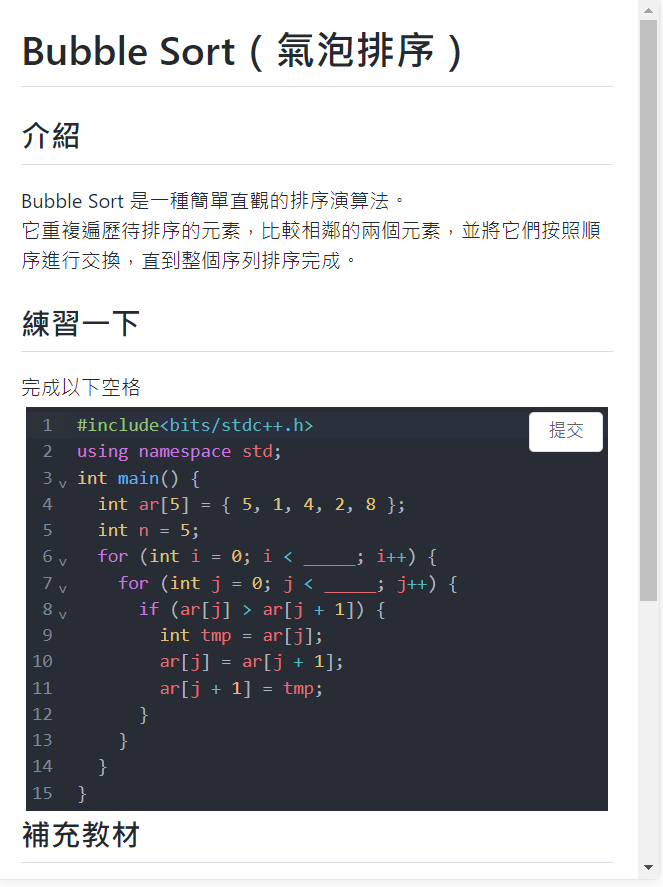 Bubble Sort（氣泡排序）
介紹
Bubble Sort 是一種簡單直觀的排序演算法。
它重複遍歷待排序的元素，比較相鄰的兩個元素，並將它們按照順
序進行交換，直到整個序列排序完成。
練習一下
完成以下空格
提交
1 #include<bits/stdc++.h>
2 using namespace std;
3 int main() {
4   int ar[5] = { 5, 1, 4, 2, 8 };
5   int n = 5;
6   for (int i = 0; i < _____; i++) {
7     for (int j = 0; j < _____; j++) {
8       if (ar[j] > ar[j + 1]) {
9         int tmp = ar[j];
10         ar[j] = ar[j + 1];
11         ar[j + 1] = tmp;
12       }
13     }
14   }
15 }
補充教材